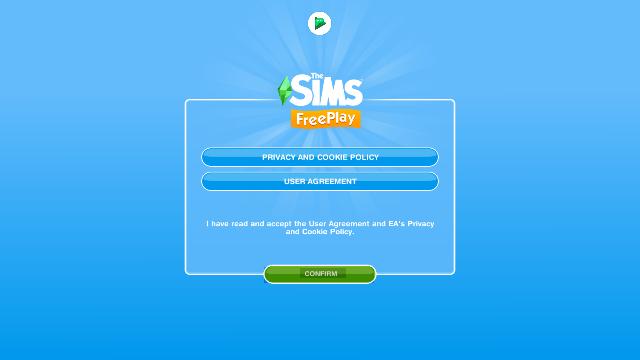 The
SiMS
FreePlay
PRIVACY AND COOKIE POLICY
USER AGREEMENT
I have read and accept the User Agreement and EA's Privacy
and Cookie Policy.
CONFIRM